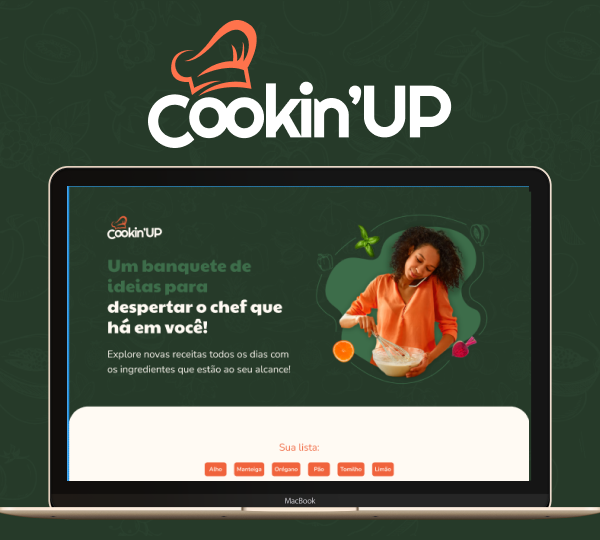 Cookin'UP
Cookin'UP
Um banquete de
ideias para
despertar o chef que
há em você!
Explore novas receitas todos os dias com
os ingredientes que estão ao seu alcance!
Sua lista:
Alho Manteiga Orégano Pão Tomilho Limão
MacBook